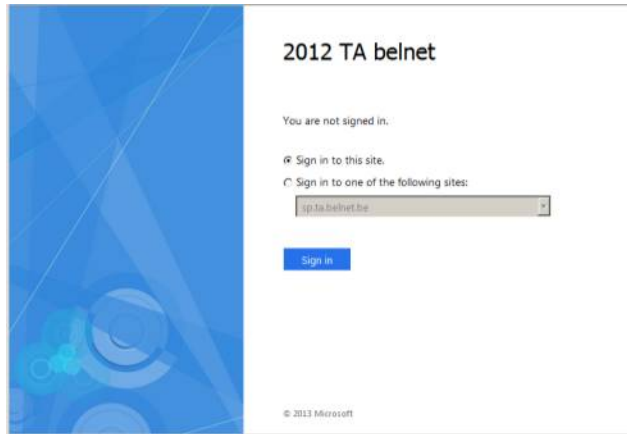 2012 TA belnet
You are not signed in.
Sign in to this site.
Sign in to one of the following sites:
sp.ta.belnet.be
Sign in
© 2013 Microsoft